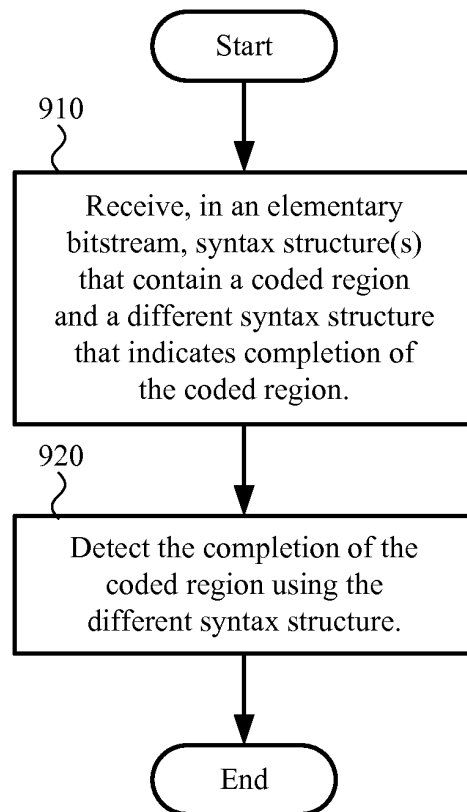 Start
910
Receive, in an elementary
bitstream, syntax structure(s)
that contain a coded region
and a different syntax structure
that indicates completion of
the coded region.
920
Detect the completion of the
coded region using the
different syntax structure.
End